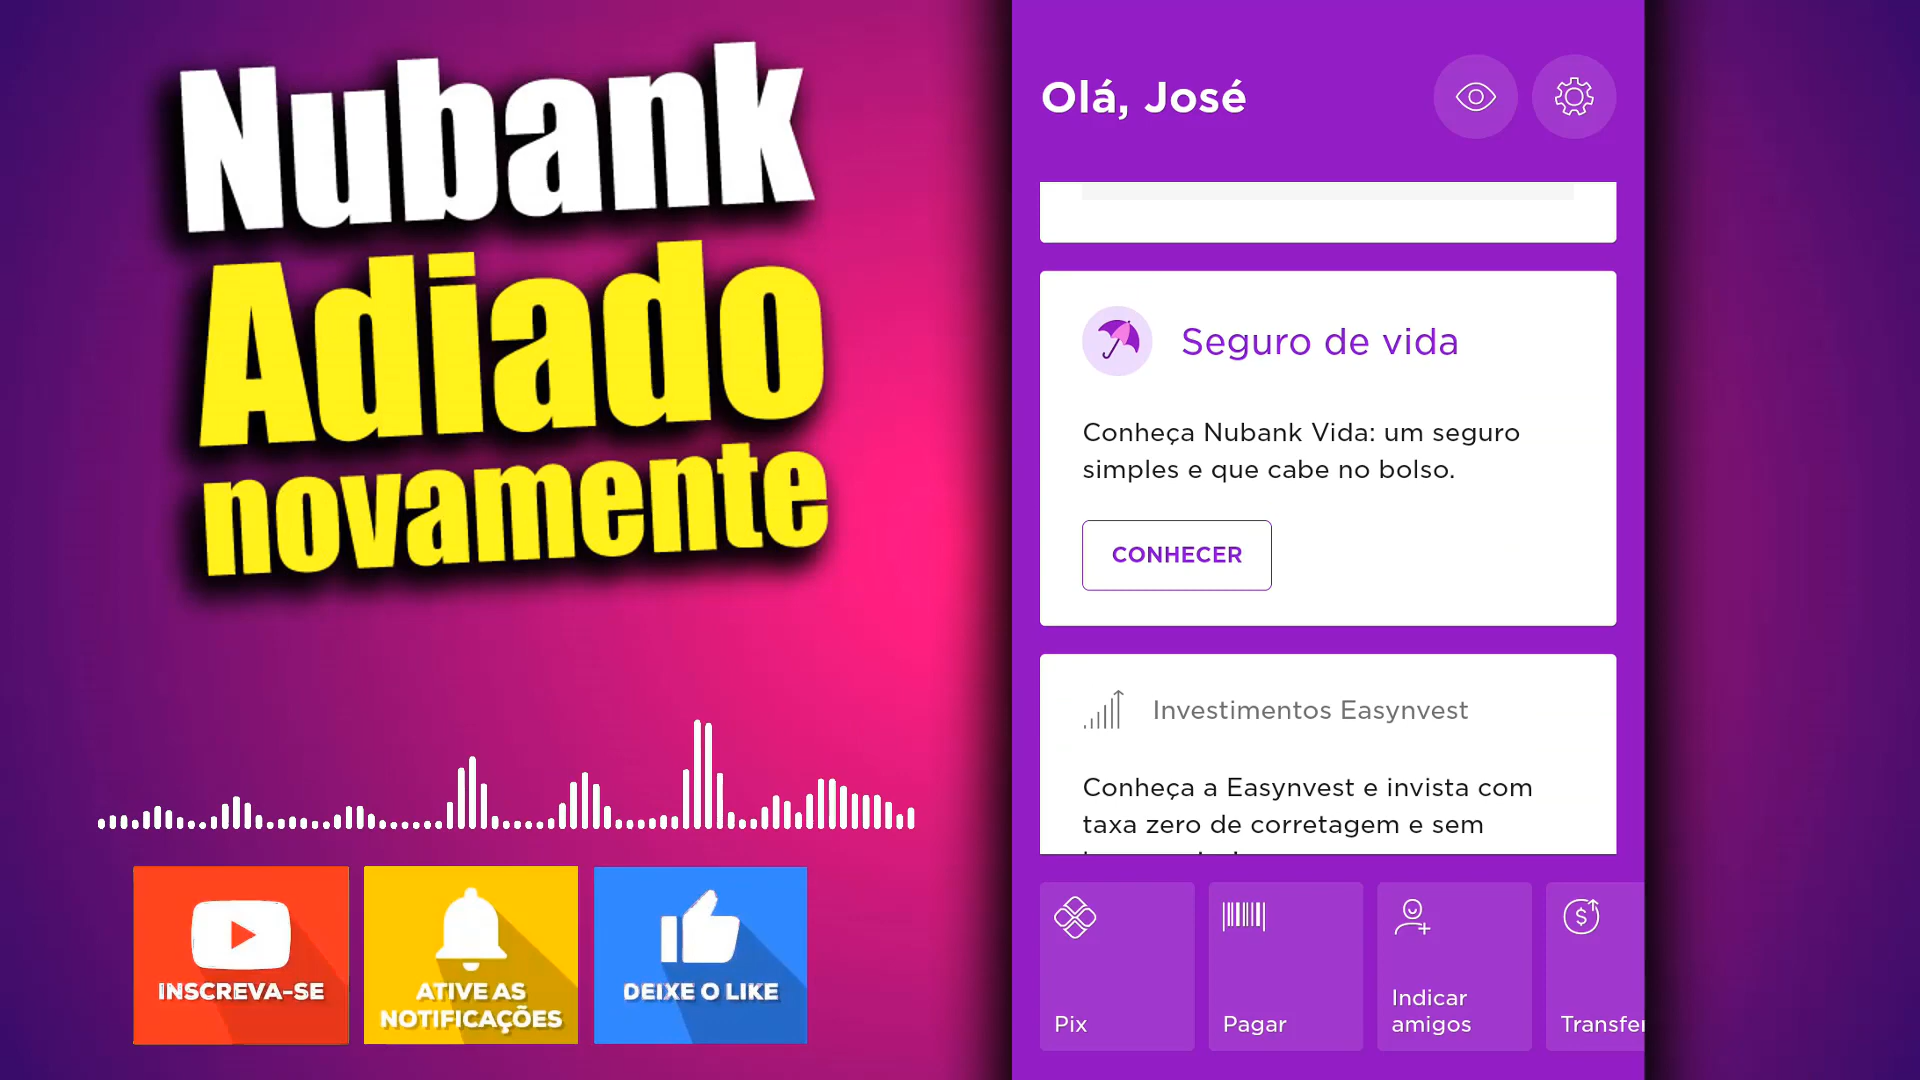 Nubank
Adiado
novamente
INSCREVA-SE
ATIVE AS
NOTIFICAÇÕES
DEIXE O LIKE
Olá, José
Seguro de vida
Conheça Nubank Vida: um seguro
simples e que cabe no bolso.
CONHECER
Investimentos Easynvest
Conheça a Easynvest e invista com
taxa zero de corretagem e sem
Pix
Pagar
Indicar
amigos
Transfer